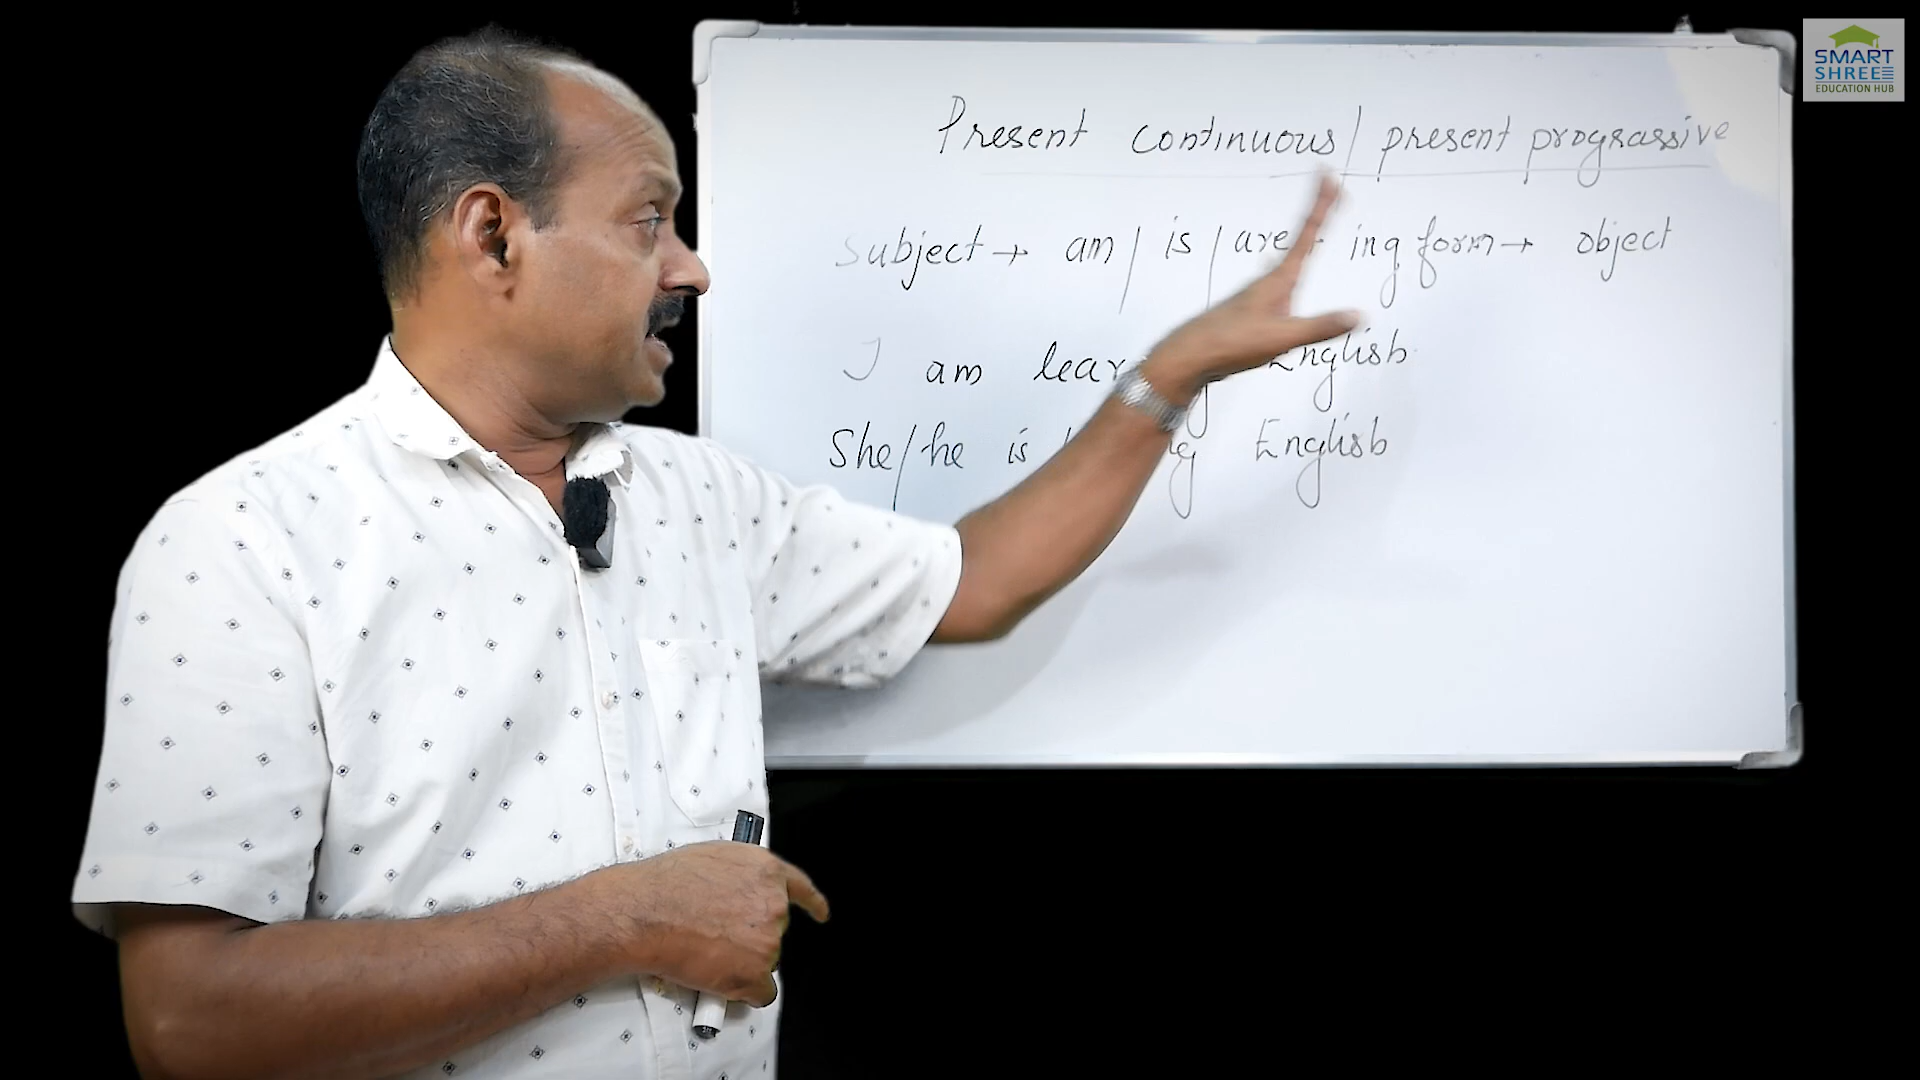 SMART
SHREE
EDUCATION HUB
Present continuous / present prograssive
Subject → am / is / are + ing form → object
I am English
She/he is English